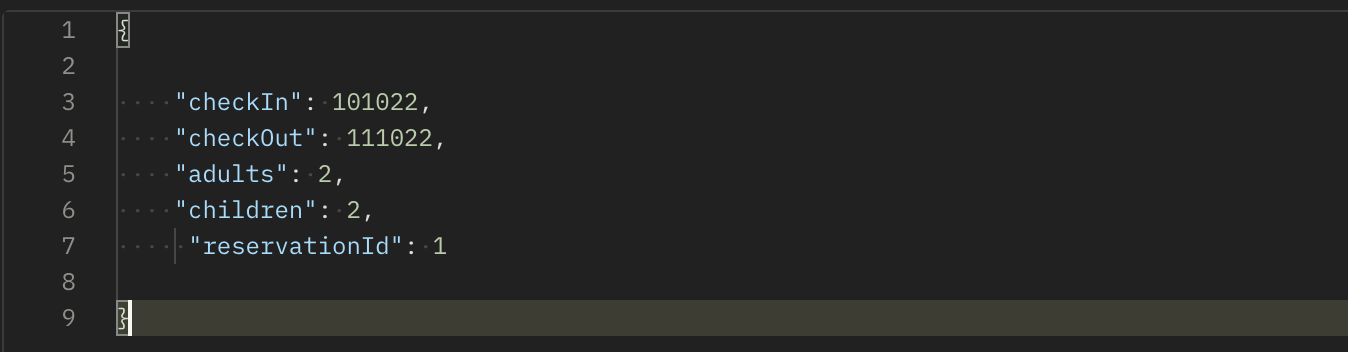 1 {
2
3     "checkIn": 101022,
4     "checkOut": 111022,
5     "adults": 2,
6     "children": 2,
7      "reservationId": 1
8
9 }